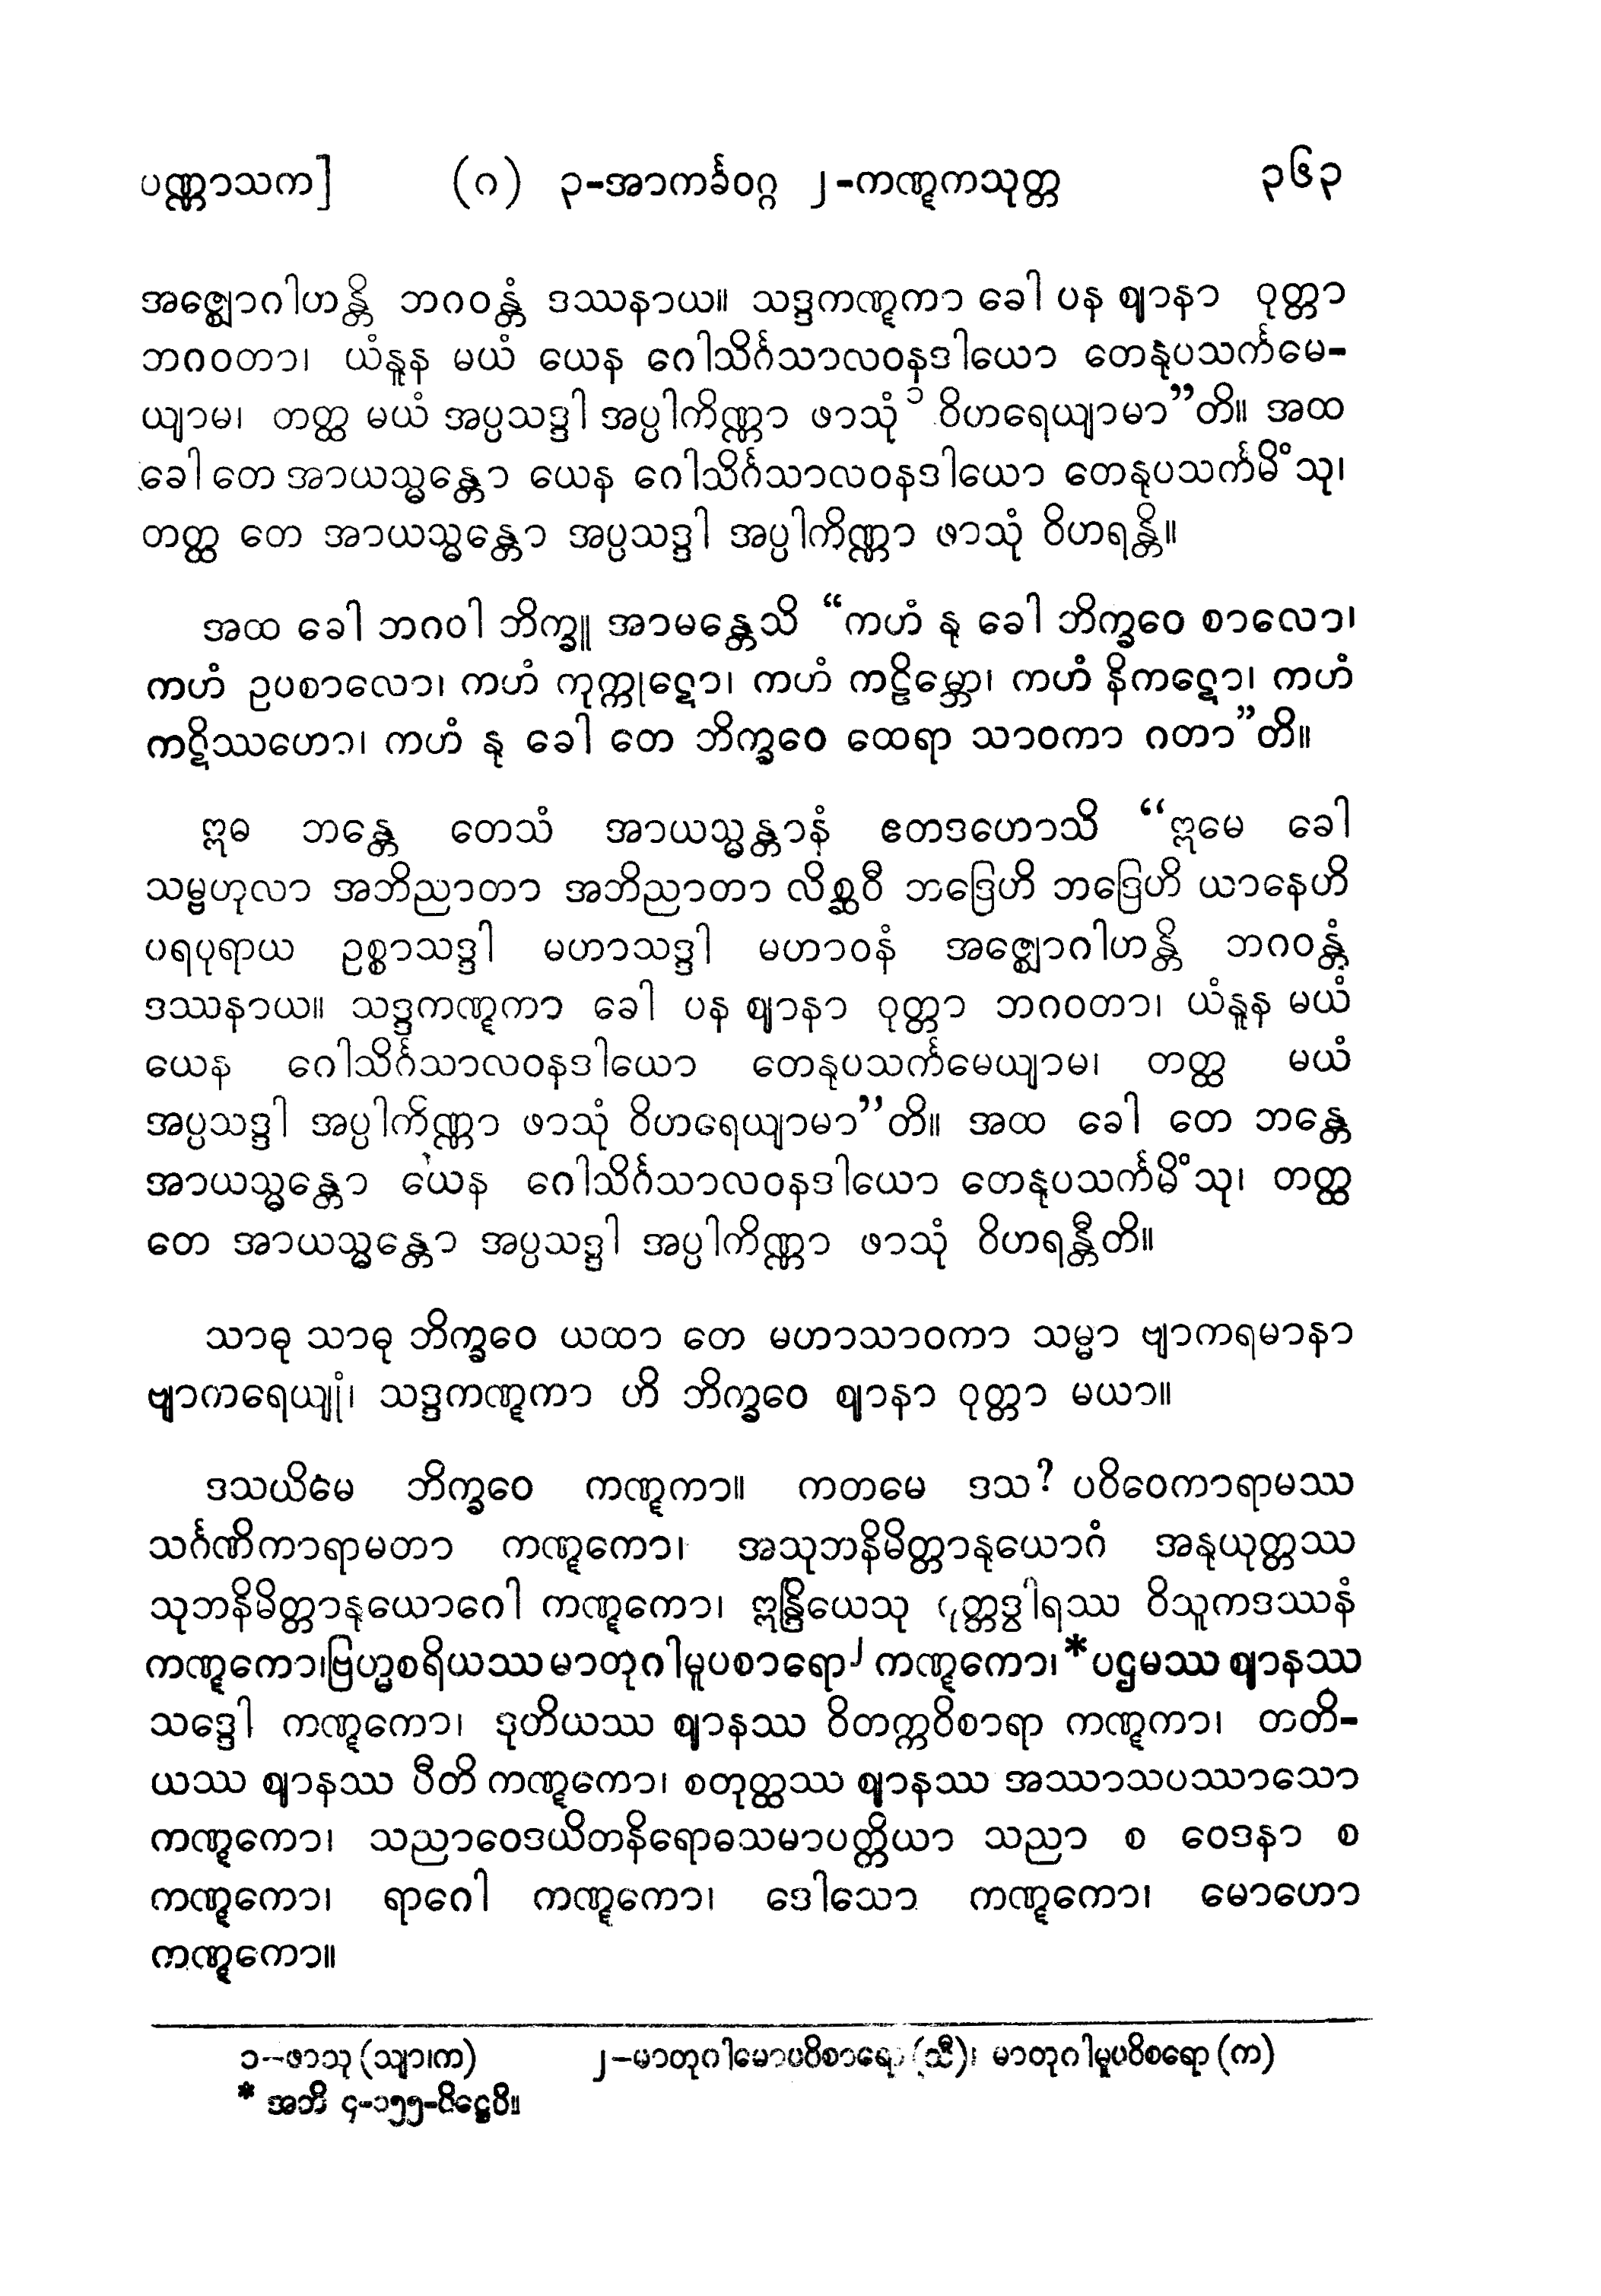 ပဏ္ဏာသက]	(ဂ) ၃-အာကင်္ခဝဂ္ဂ ၂-ကဏ္ဋကသုတ္တ	၃၆၃
အဇ္ဈောဂါဟန္တိ ဘဂဝန္တံ ဒဿနာယ။ သဒ္ဒကဏ္ဋကာ ခေါ ပန ဈာနာ ဝုတ္တာ
ဘဂဝတာ၊ ယံနူန မယံ ယေန ဂေါသိင်္ဂသာလဝနဒါယော တေနုပသင်္ကမေ-
ယျာမ၊ တတ္ထ မယံ အပ္ပသဒ္ဒါ အပ္ပါကိဏ္ဏာ ဖာသုံ ၁ ဝိဟရေယျာမာ”တိ။ အထ
ခေါ တေ အာယသ္မန္တော ယေန ဂေါသိင်္ဂသာလဝနဒါယော တေနုပသင်္ကမိံသု၊
တတ္ထ တေ အာယသ္မန္တော အပ္ပသဒ္ဒါ အပ္ပါကိဏ္ဏာ ဖာသုံ ဝိဟရန္တိ။
အထ ခေါ ဘဂဝါ ဘိက္ခူ အာမန္တေသိ “ကဟံ နု ခေါ ဘိက္ခဝေ စာလော၊
ကဟံ ဥပစာလော၊ ကဟံ ကုက္ကုဋော၊ ကဟံ ကဠိမ္ဘော၊ ကဟံ နိကဋော၊ ကဟံ
ကဋိဿဟော၊ ကဟံ နု ခေါ တေ ဘိက္ခဝေ ထေရာ သာဝကာ ဂတာ”တိ။
ဣဓ ဘန္တေ တေသံ အာယသ္မန္တာနံ ဧတဒဟောသိ “ဣမေ ခေါ
သမ္ဗဟုလာ အဘိညာတာ အဘိညာတာ လိစ္ဆဝီ ဘဒြေဟိ ဘဒြေဟိ ယာနေဟိ
ပရပုရာယ ဥစ္စာသဒ္ဒါ မဟာသဒ္ဒါ မဟာဝနံ အဇ္ဈောဂါဟန္တိ ဘဂဝန္တံ
ဒဿနာယ။ သဒ္ဒကဏ္ဋကာ ခေါ ပန ဈာနာ ဝုတ္တာ ဘဂဝတာ၊ ယံနူန မယံ
ယေန ဂေါသိင်္ဂသာလဝနဒါယော တေနုပသင်္ကမေယျာမ၊ တတ္ထ မယံ
အပ္ပသဒ္ဒါ အပ္ပါကိဏ္ဏာ ဖာသုံ ဝိဟရေယျာမာ”တိ။ အထ ခေါ တေ ဘန္တေ
အာယသ္မန္တော ယေန ဂေါသိင်္ဂသာလဝနဒါယော တေနုပသင်္ကမိံသု၊ တတ္ထ
တေ အာယသ္မန္တော အပ္ပသဒ္ဒါ အပ္ပါကိဏ္ဏာ ဖာသုံ ဝိဟရန္တီတိ။
သာဓု သာဓု ဘိက္ခဝေ ယထာ တေ မဟာသာဝကာ သမ္မာ ဗျာကရမာနာ
ဗျာကရေယျုံ၊ သဒ္ဒကဏ္ဋကာ ဟိ ဘိက္ခဝေ ဈာနာ ဝုတ္တာ မယာ။
ဒသယိမေ ဘိက္ခဝေ ကဏ္ဋကာ။ ကတမေ ဒသ? ပဝိဝေကာရာမဿ
သင်္ဂဏိကာရာမတာ ကဏ္ဋကော၊ အသုဘနိမိတ္တာနုယောဂံ အနုယုတ္တဿ
သုဘနိမိတ္တာနုယောဂေါ ကဏ္ဋကော၊ ဣန္ဒြိယေသု ဂုတ္တဒွါရဿ ဝိသူကဒဿနံ
ကဏ္ဋကော၊ဗြဟ္မစရိယဿမာတုဂါမူပစာရော၂ ကဏ္ဋကော၊*ပဌမဿ ဈာနဿ
သဒ္ဒေါ ကဏ္ဋကော၊ ဒုတိယဿ ဈာနဿ ဝိတက္ကဝိစာရာ ကဏ္ဋကာ၊ တတိ-
ယဿ ဈာနဿ ပီတိ ကဏ္ဋကော၊ စတုတ္ထဿ ဈာနဿ အဿာသပဿာသော
ကဏ္ဋကော၊ သညာဝေဒယိတနိရောဓသမာပတ္တိယာ သညာ စ ဝေဒနာ စ
ကဏ္ဋကော၊ ရာဂေါ ကဏ္ဋကော၊ ဒေါသော ကဏ္ဋကော၊ မောဟော
ကဏ္ဋကော။
၁-ဖာသု (သျာ၊က)	၂-မာတုဂါမောပဝိစာရော (သီ)၊ မာတုဂါမူပဝိစရော (က)
* အဘိ ၄-၁၅၅-ပိဋ္ဌေပိ။